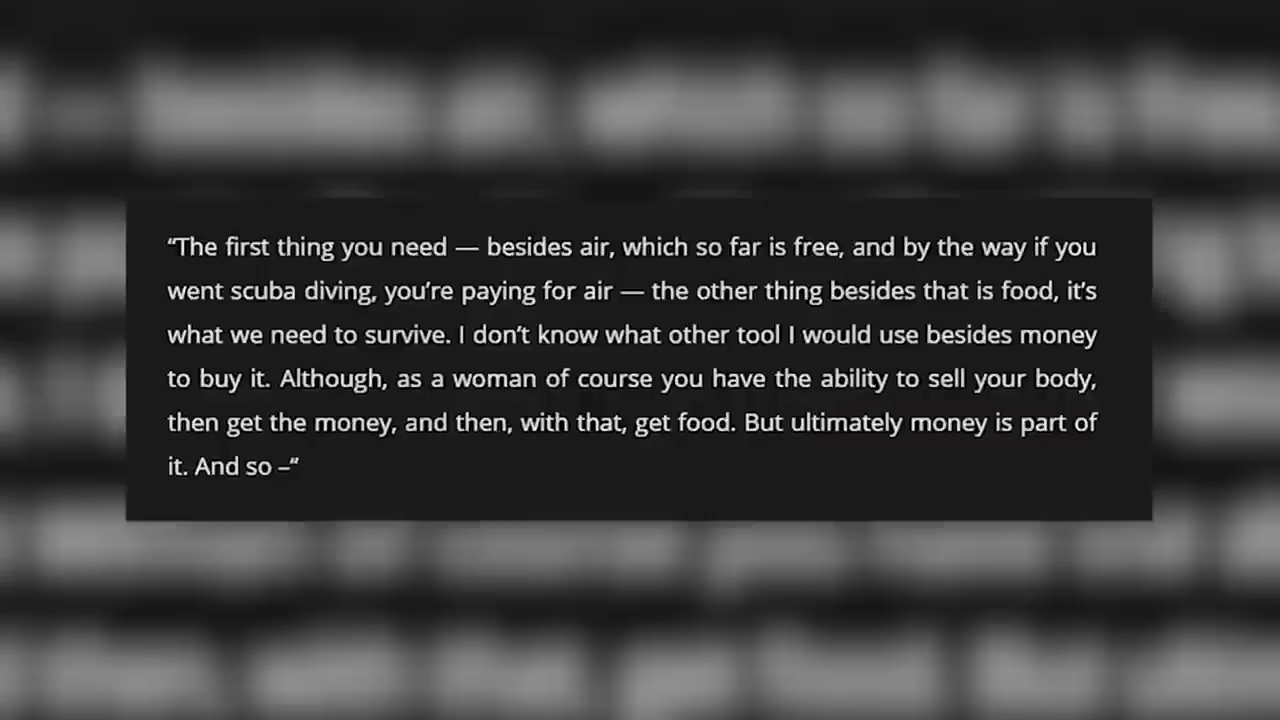 “The first thing you need — besides air, which so far is free, and by the way if you
went scuba diving, you’re paying for air — the other thing besides that is food, it’s
what we need to survive. I don’t know what other tool I would use besides money
to buy it. Although, as a woman of course you have the ability to sell your body,
then get the money, and then, with that, get food. But ultimately money is part of
it. And so –“